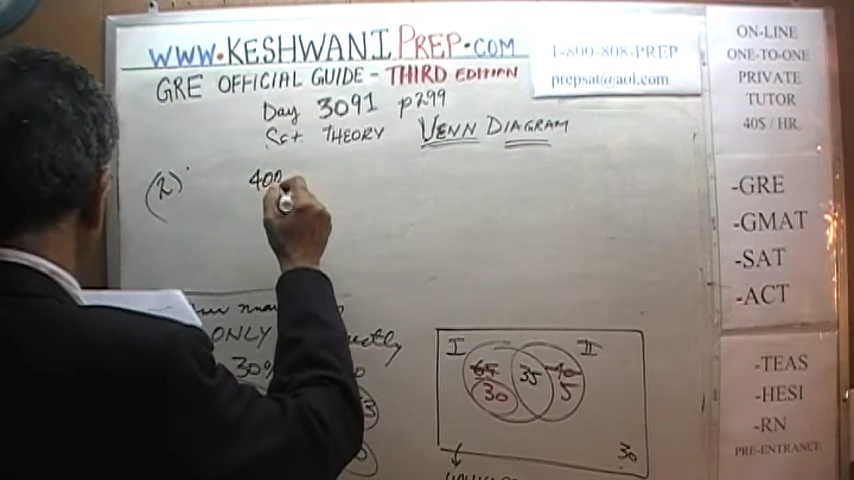 WWW.KESHWANIPREP.COM
GRE OFFICIAL GUIDE - THIRD EDITION
Day 3091 p299
Set THEORY VENN DIAGRAM
(2)
400
ONLY
30%
I II
65 35 40
30 5
30
1-800-808-PREP
prepsat@aol.com
ON-LINE
ONE-TO-ONE
PRIVATE
TUTOR
40$ / HR.
-GRE
-GMAT
-SAT
-ACT
-TEAS
-HESI
-RN
PRE-ENTRANCE